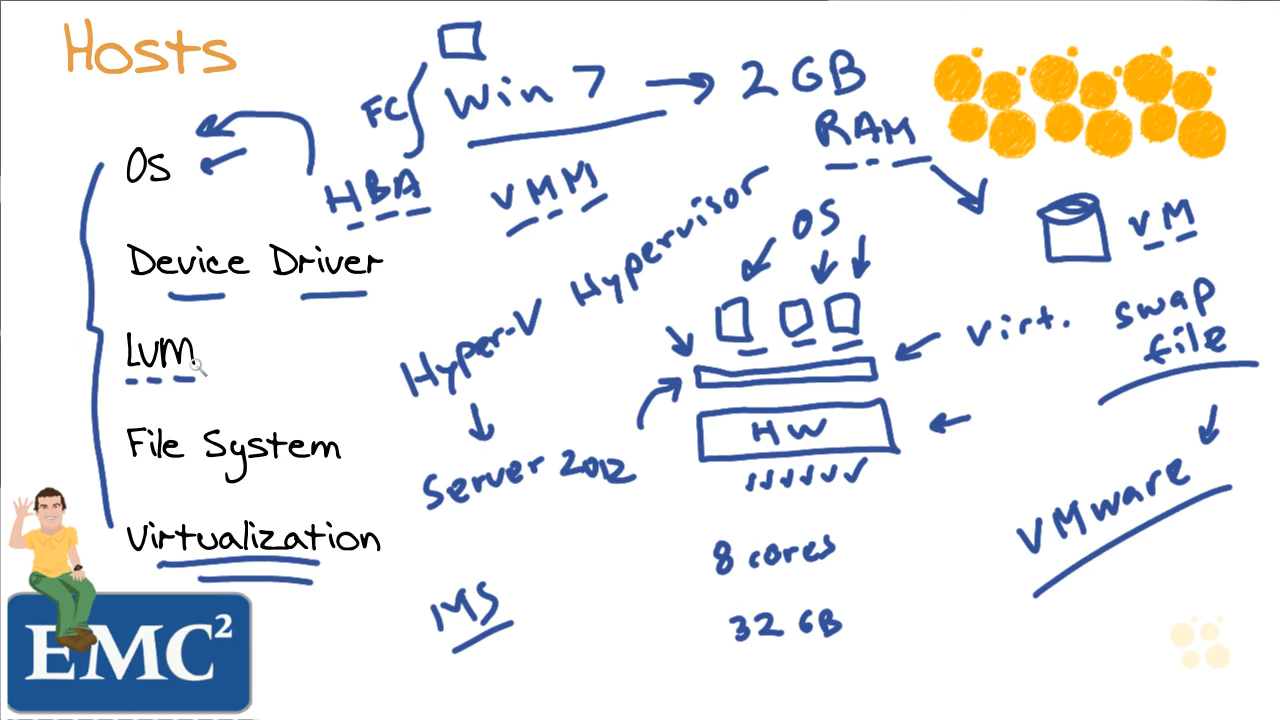 Hosts
FC Win 7 2 GB
RAM
OS
HBA
VMM
Device Driver
Hyper-V Hypervisor
OS
VM
LVM
Virt.
swap
file
HW
File System
Server 2012
VMware
Virtualization
8 cores
MS
32 GB
EMC²